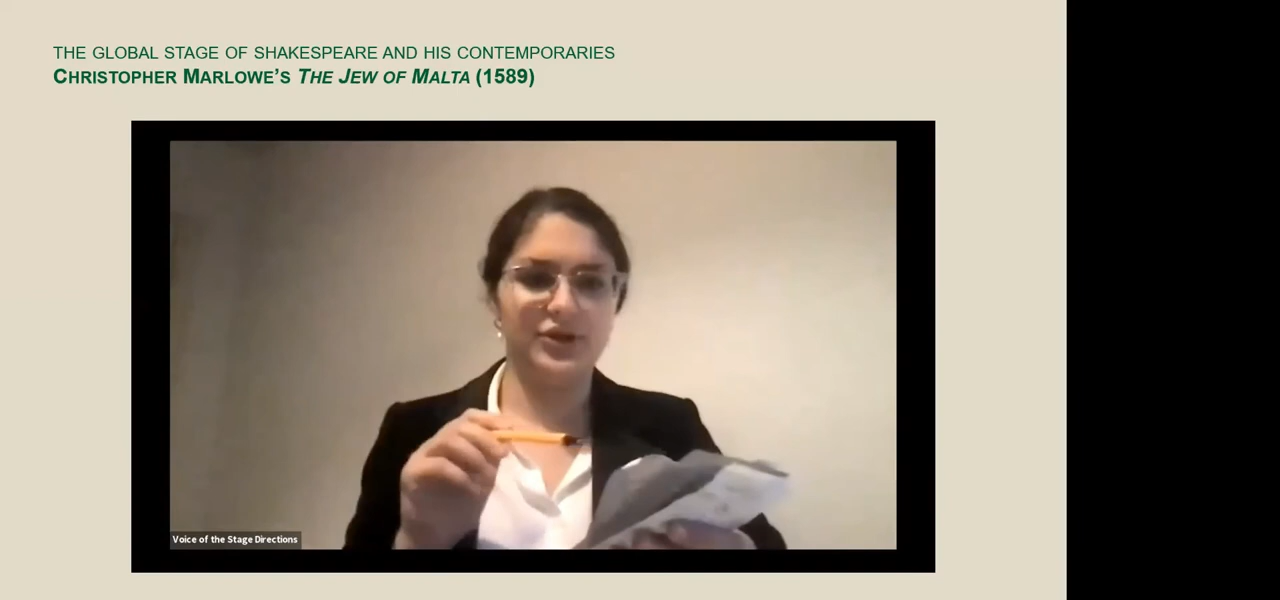 THE GLOBAL STAGE OF SHAKESPEARE AND HIS CONTEMPORARIES
CHRISTOPHER MARLOWE’S THE JEW OF MALTA (1589)
Voice of the Stage Directions